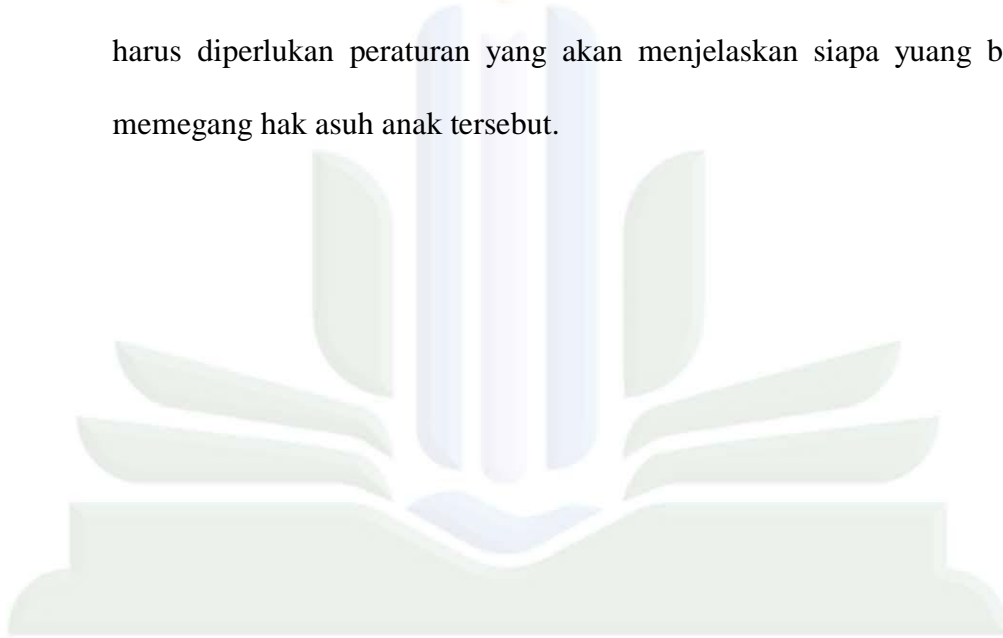 harus diperlukan peraturan yang akan menjelaskan siapa yuang b
memegang hak asuh anak tersebut.